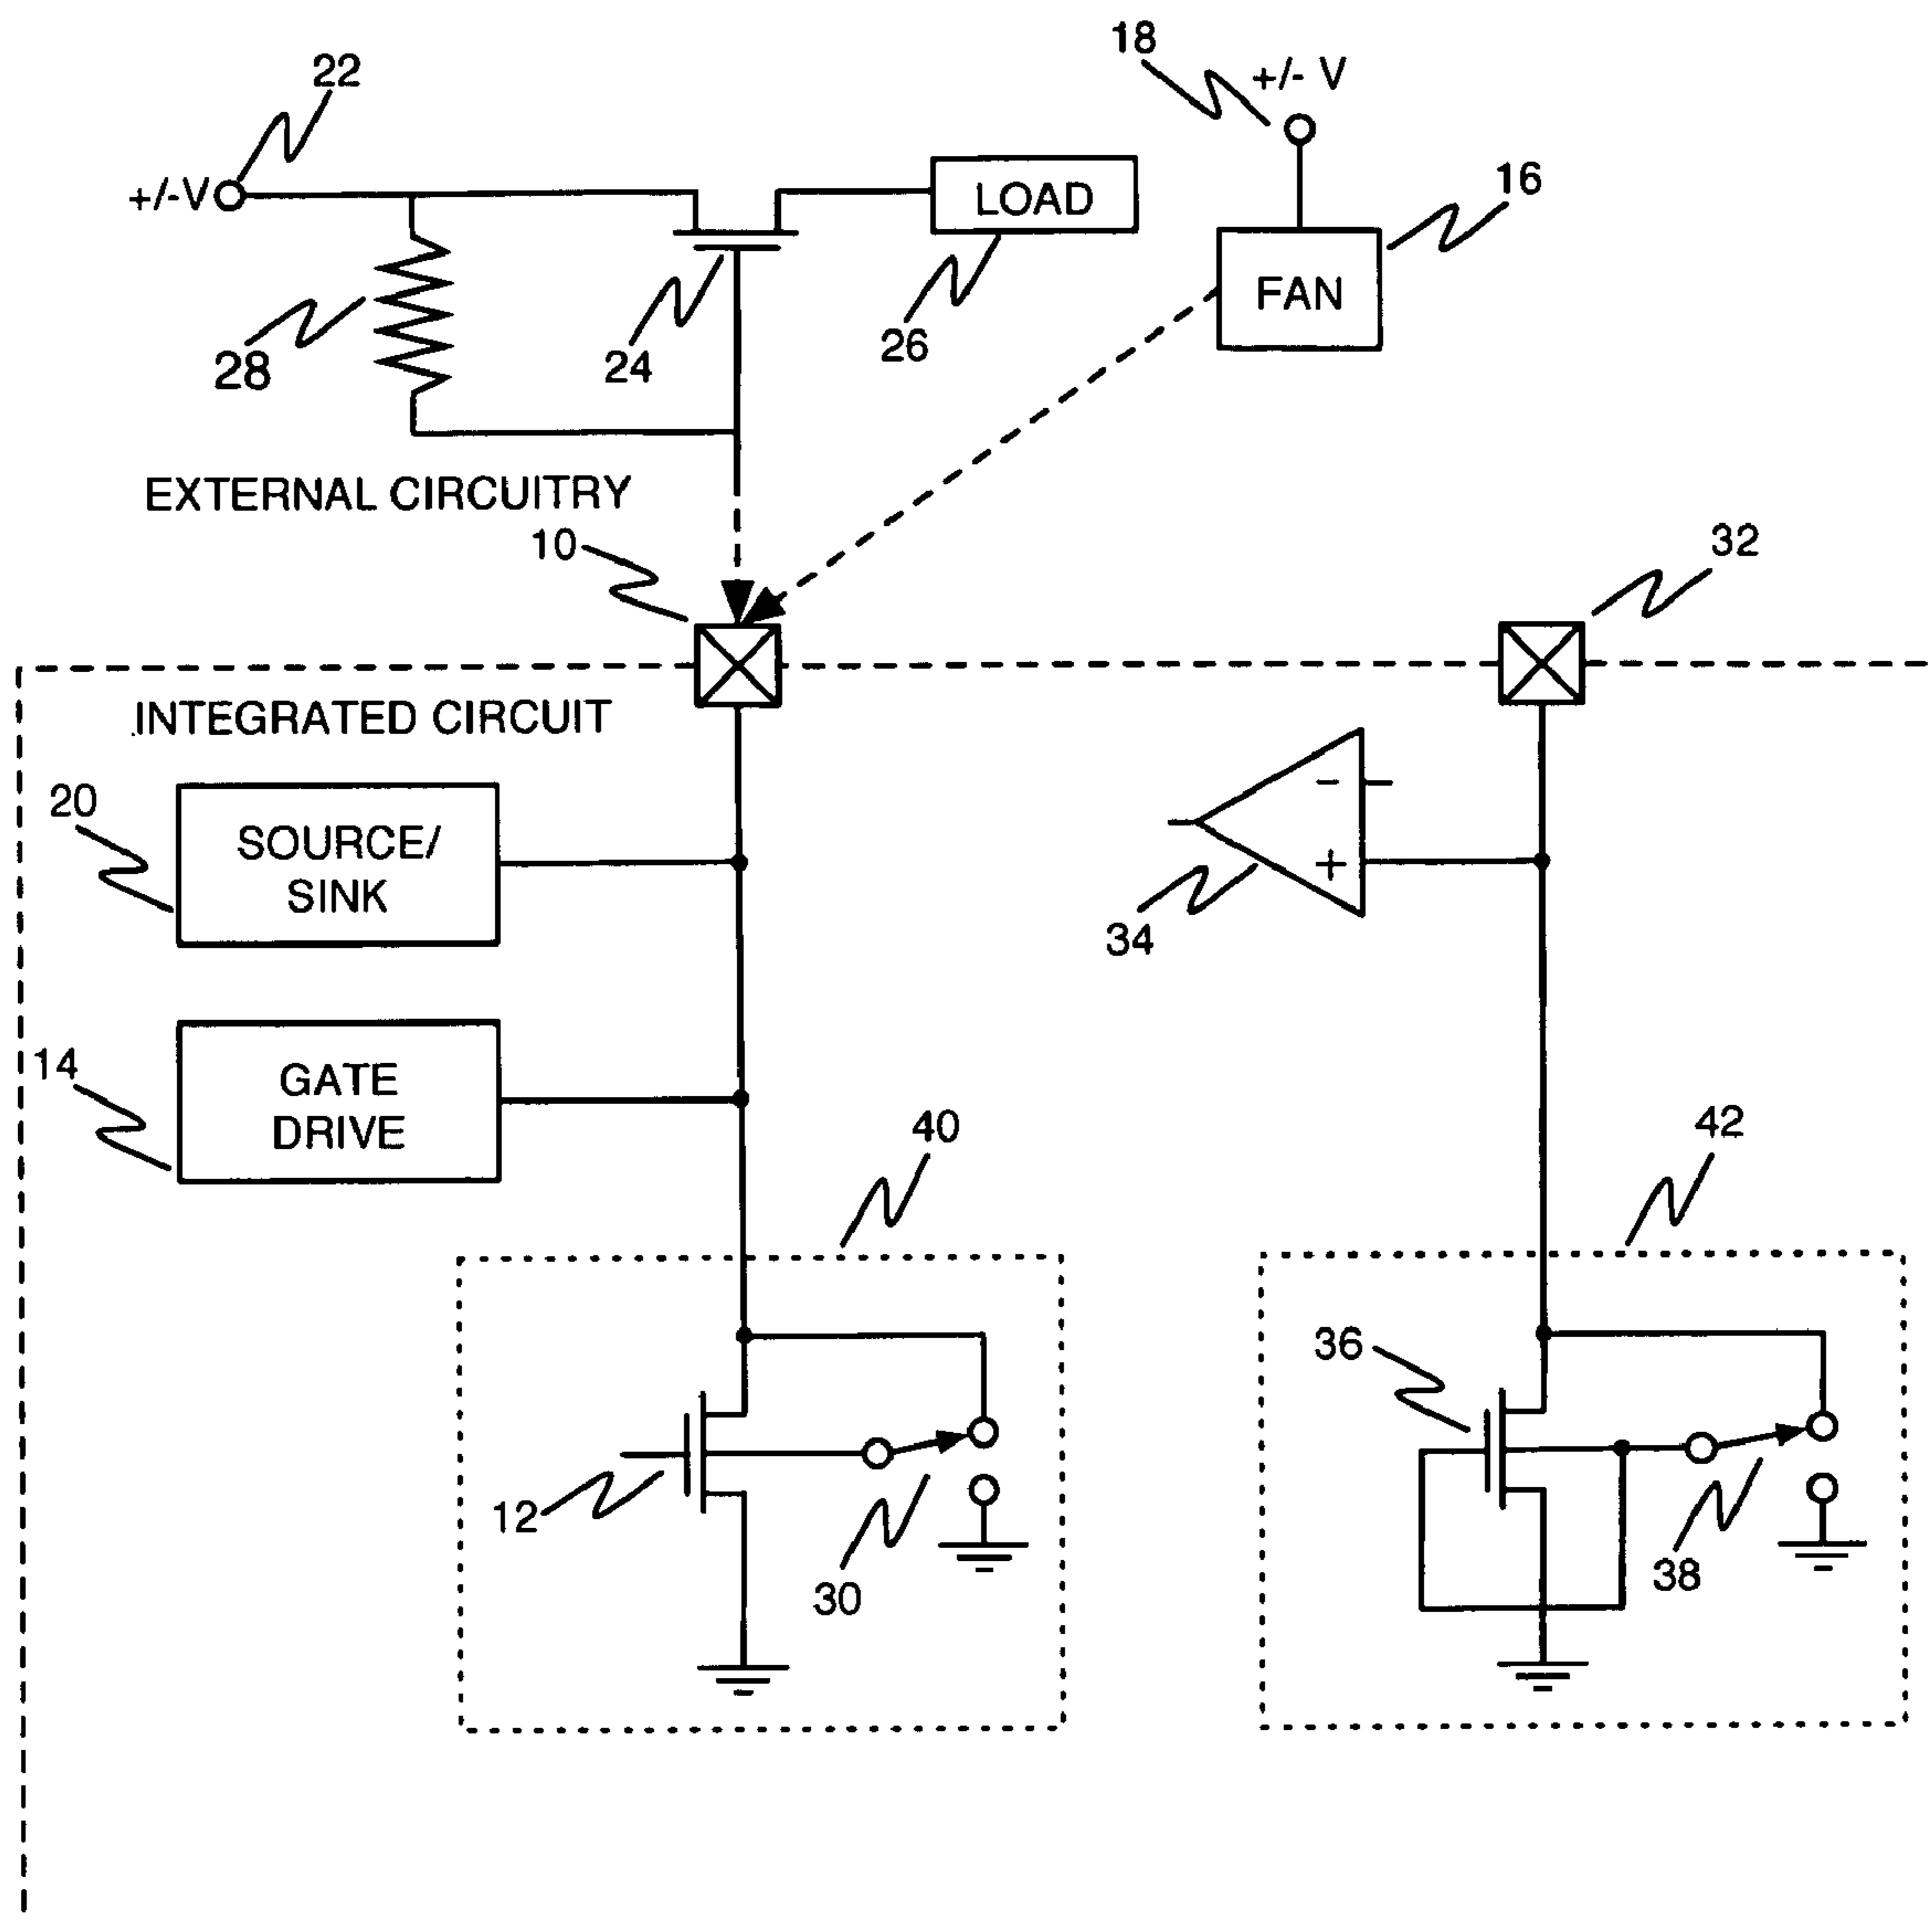 18
+/- V
22
+/-V
LOAD
16
FAN
28
24
26
EXTERNAL CIRCUITRY
10
32
INTEGRATED CIRCUIT
20
SOURCE/
SINK
-
+
34
14
GATE
DRIVE
40
42
36
12
30
38